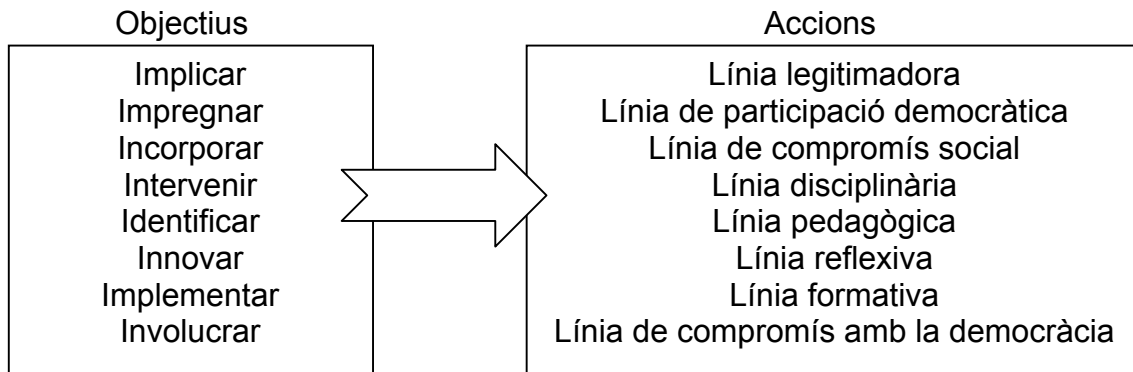 Objectius
Implicar
Impregnar
Incorporar
Intervenir
Identificar
Innovar
Implementar
Involucrar
Accions
Línia legitimadora
Línia de participació democràtica
Línia de compromís social
Línia disciplinària
Línia pedagògica
Línia reflexiva
Línia formativa
Línia de compromís amb la democràcia